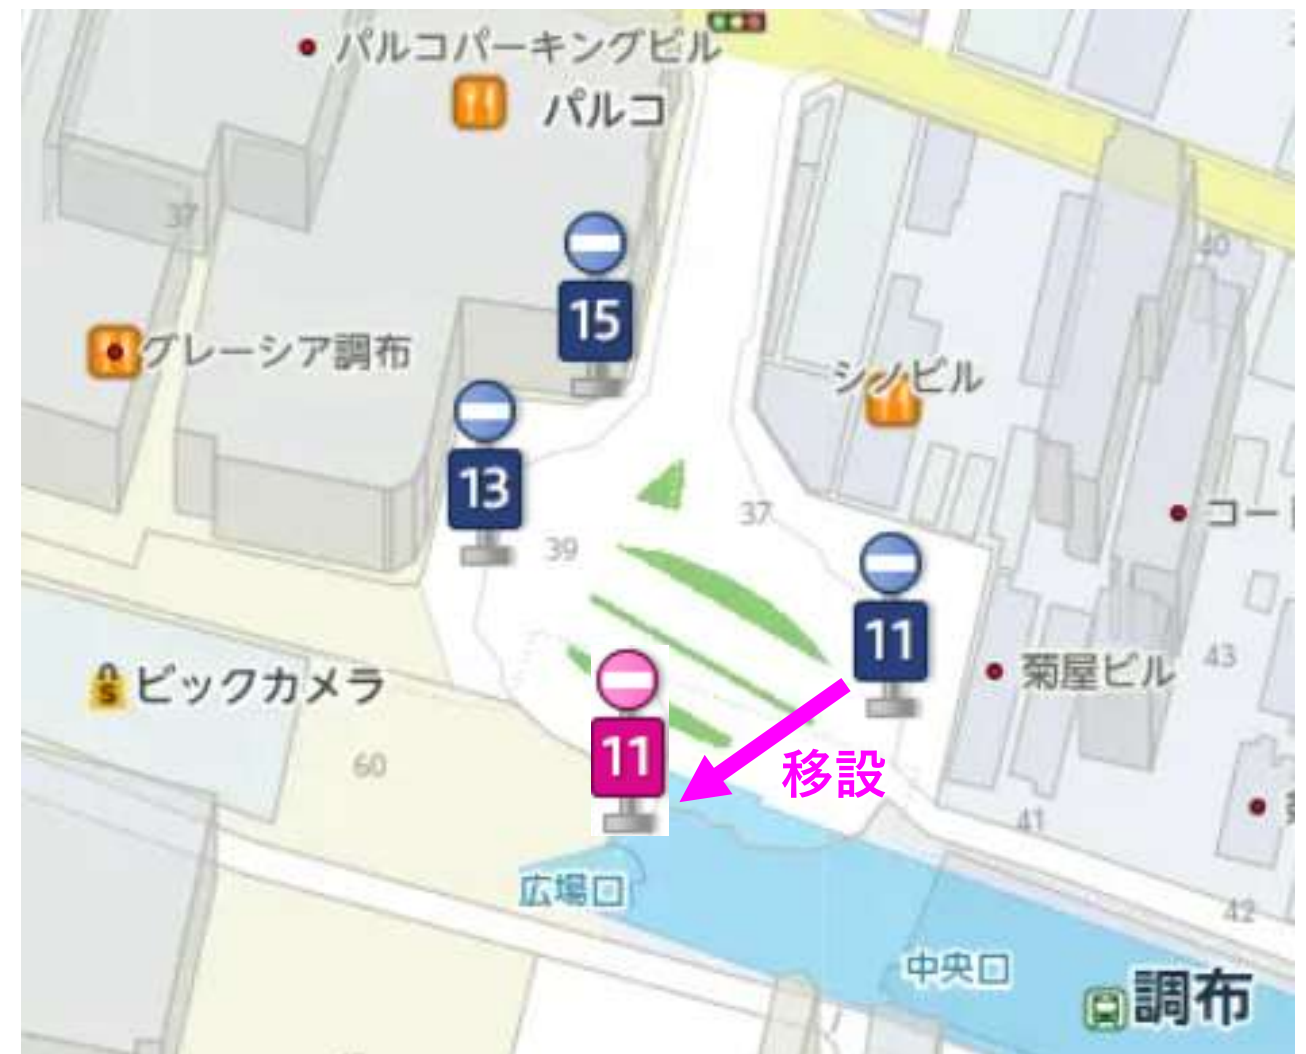 パルコパーキングビル
パルコ
37
40
15
グレーシア調布
シノビル
13
37
39
コー
11
菊屋ビル
43
ビックカメラ
11
移設
60
41
広場口
42
中央口
調布